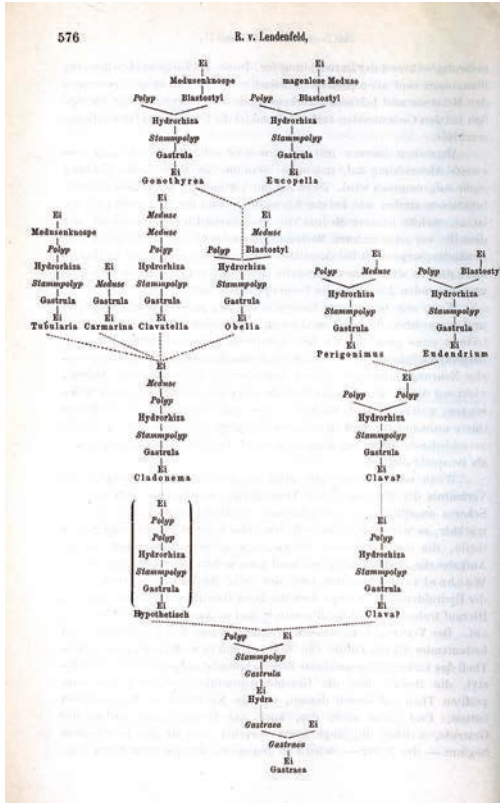 576
R. v. Lendenfeld,
Ei Ei
Medusenknospe magenlose Meduse
Polyp Blastostyl Polyp Blastostyl
Hydrorhiza Hydrorhiza
Stammpolyp Stammpolyp
Gastrula Gastrula
Ei Ei
Gonothyrea Eucopella
Ei
Medusenknospe
Polyp
Hydrorhiza
Stammpolyp
Gastrula
Ei
Tubularia
Ei
Meduse
Gastrula
Ei
Carmarina
Ei
Meduse
Meduse
Polyp
Hydrorhiza
Stammpolyp
Gastrula
Ei
Clavatella
Ei
Meduse
Polyp Blastostyl
Hydrorhiza
Stammpolyp
Gastrula
Ei
Obelia
Ei Ei
Polyp Meduse Polyp Blastostyl
Hydrorhiza Hydrorhiza
Stammpolyp Stammpolyp
Gastrula Gastrula
Ei Ei
Perigonimus Eudendrium
Ei
Meduse
Polyp
Hydrorhiza
Stammpolyp
Gastrula
Ei
Cladonema
Ei Ei
Polyp Polyp
Hydrorhiza
Stammpolyp
Gastrula
Ei
Clava?
Ei
Polyp
Polyp
Hydrorhiza
Stammpolyp
Gastrula
Ei
Hypothetisch
Ei
Polyp
Hydrorhiza
Stammpolyp
Gastrula
Ei
Clava?
Polyp Ei
Stammpolyp
Gastrula
Ei
Hydra
Gastraea Ei
Gastraea
Ei
Gastraea